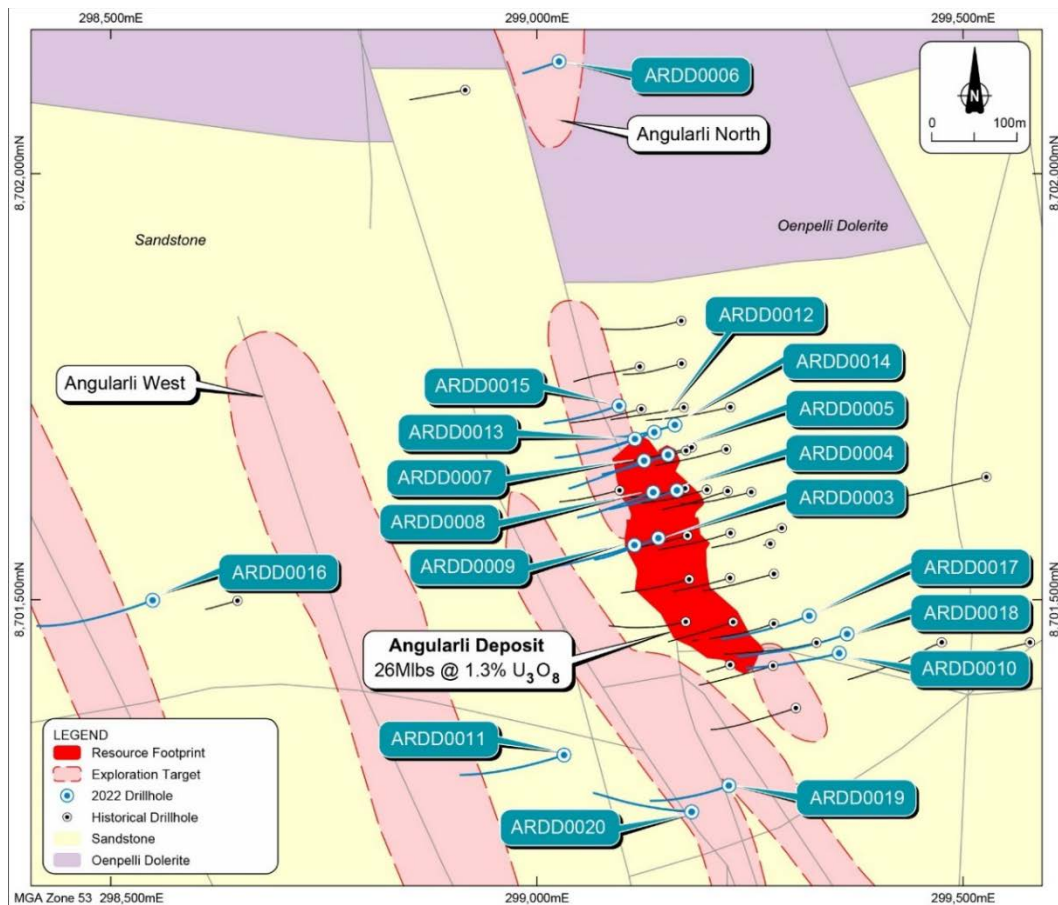 298,500mE
299,000mE
299,500mE
8,702,000mN
8,702,000mN
8,701,500mN
8,701,500mN
N
0 100m
ARDD0006
Angularli North
Sandstone
Oenpelli Dolerite
ARDD0012
ARDD0014
ARDD0015
Angularli West
ARDD0005
ARDD0013
ARDD0004
ARDD0007
ARDD0003
ARDD0008
ARDD0009
ARDD0016
ARDD0017
ARDD0018
Angularli Deposit
26Mlbs @ 1.3% U₃O₈
ARDD0010
ARDD0011
ARDD0019
ARDD0020
LEGEND
Resource Footprint
Exploration Target
2022 Drillhole
Historical Drillhole
Sandstone
Oenpelli Dolerite
MGA Zone 53
298,500mE
299,000mE
299,500mE